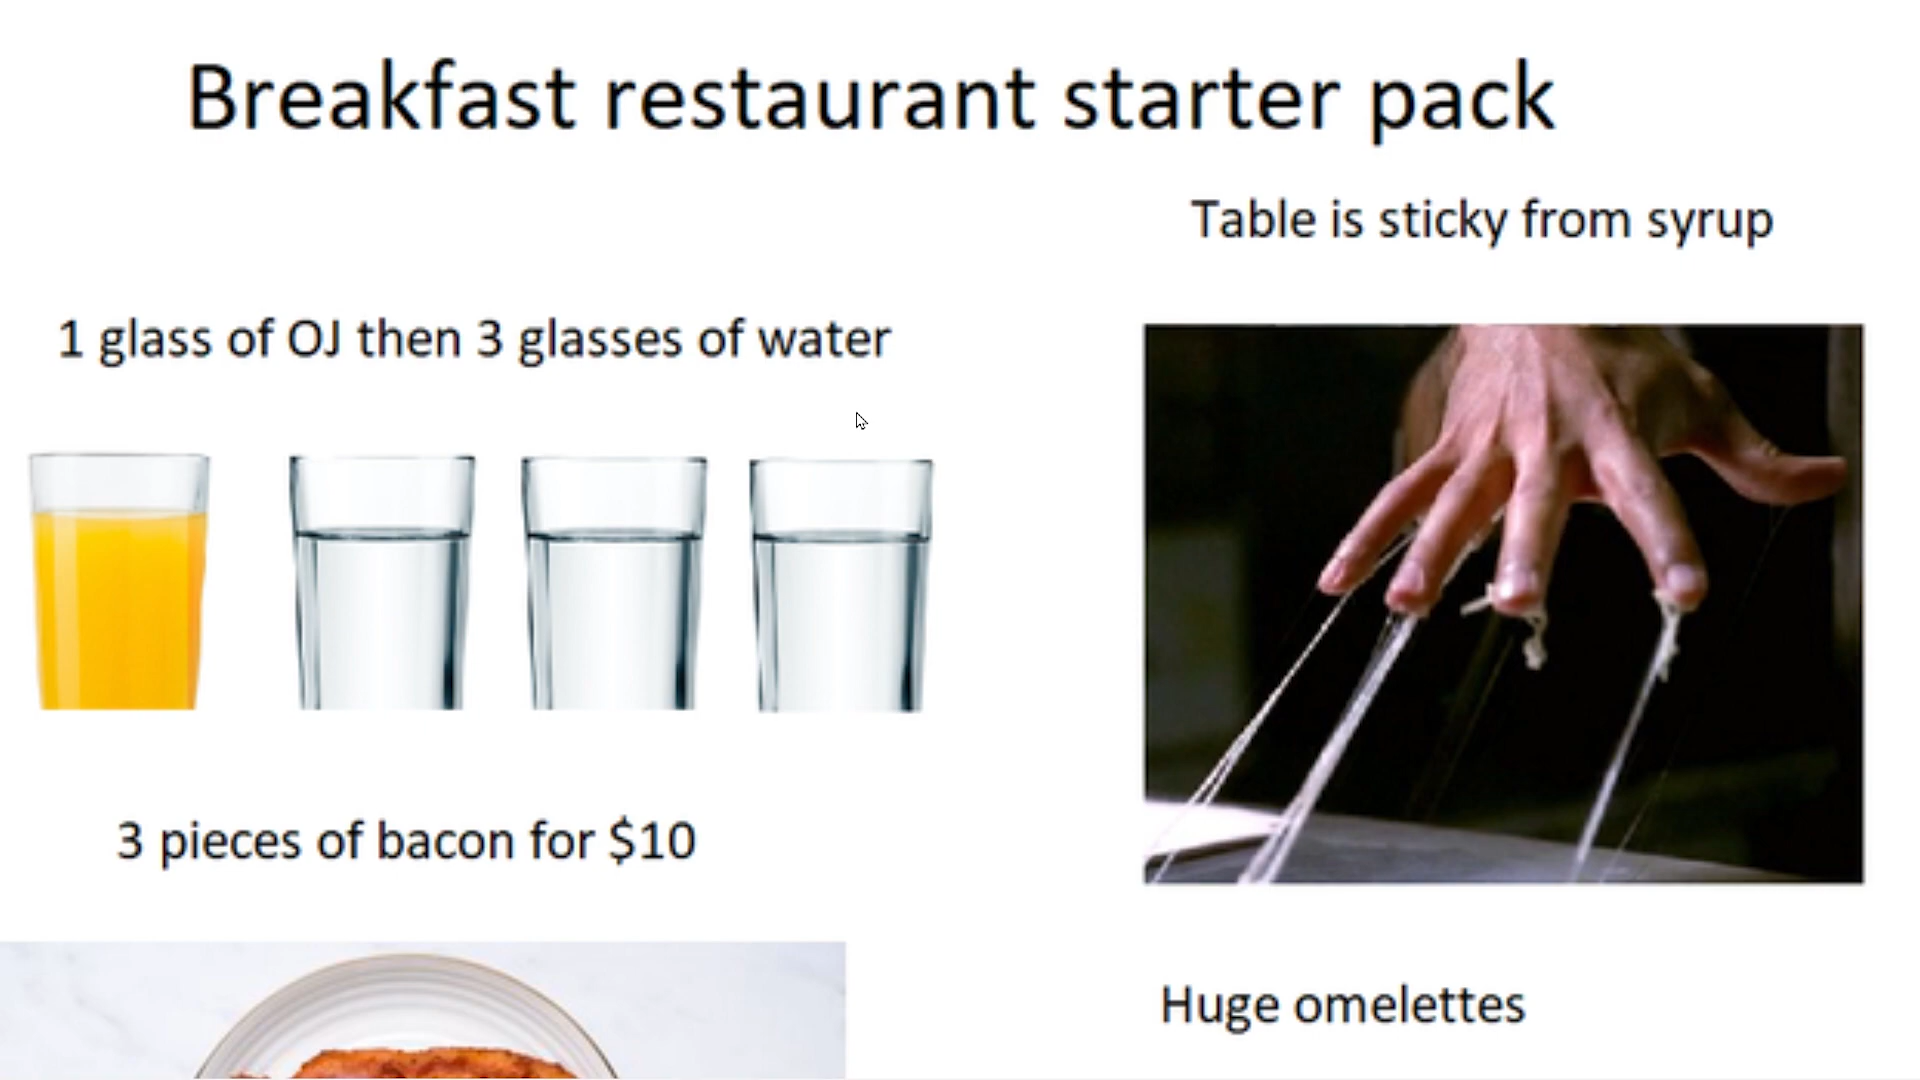 Breakfast restaurant starter pack
Table is sticky from syrup
1 glass of OJ then 3 glasses of water
3 pieces of bacon for $10
Huge omelettes